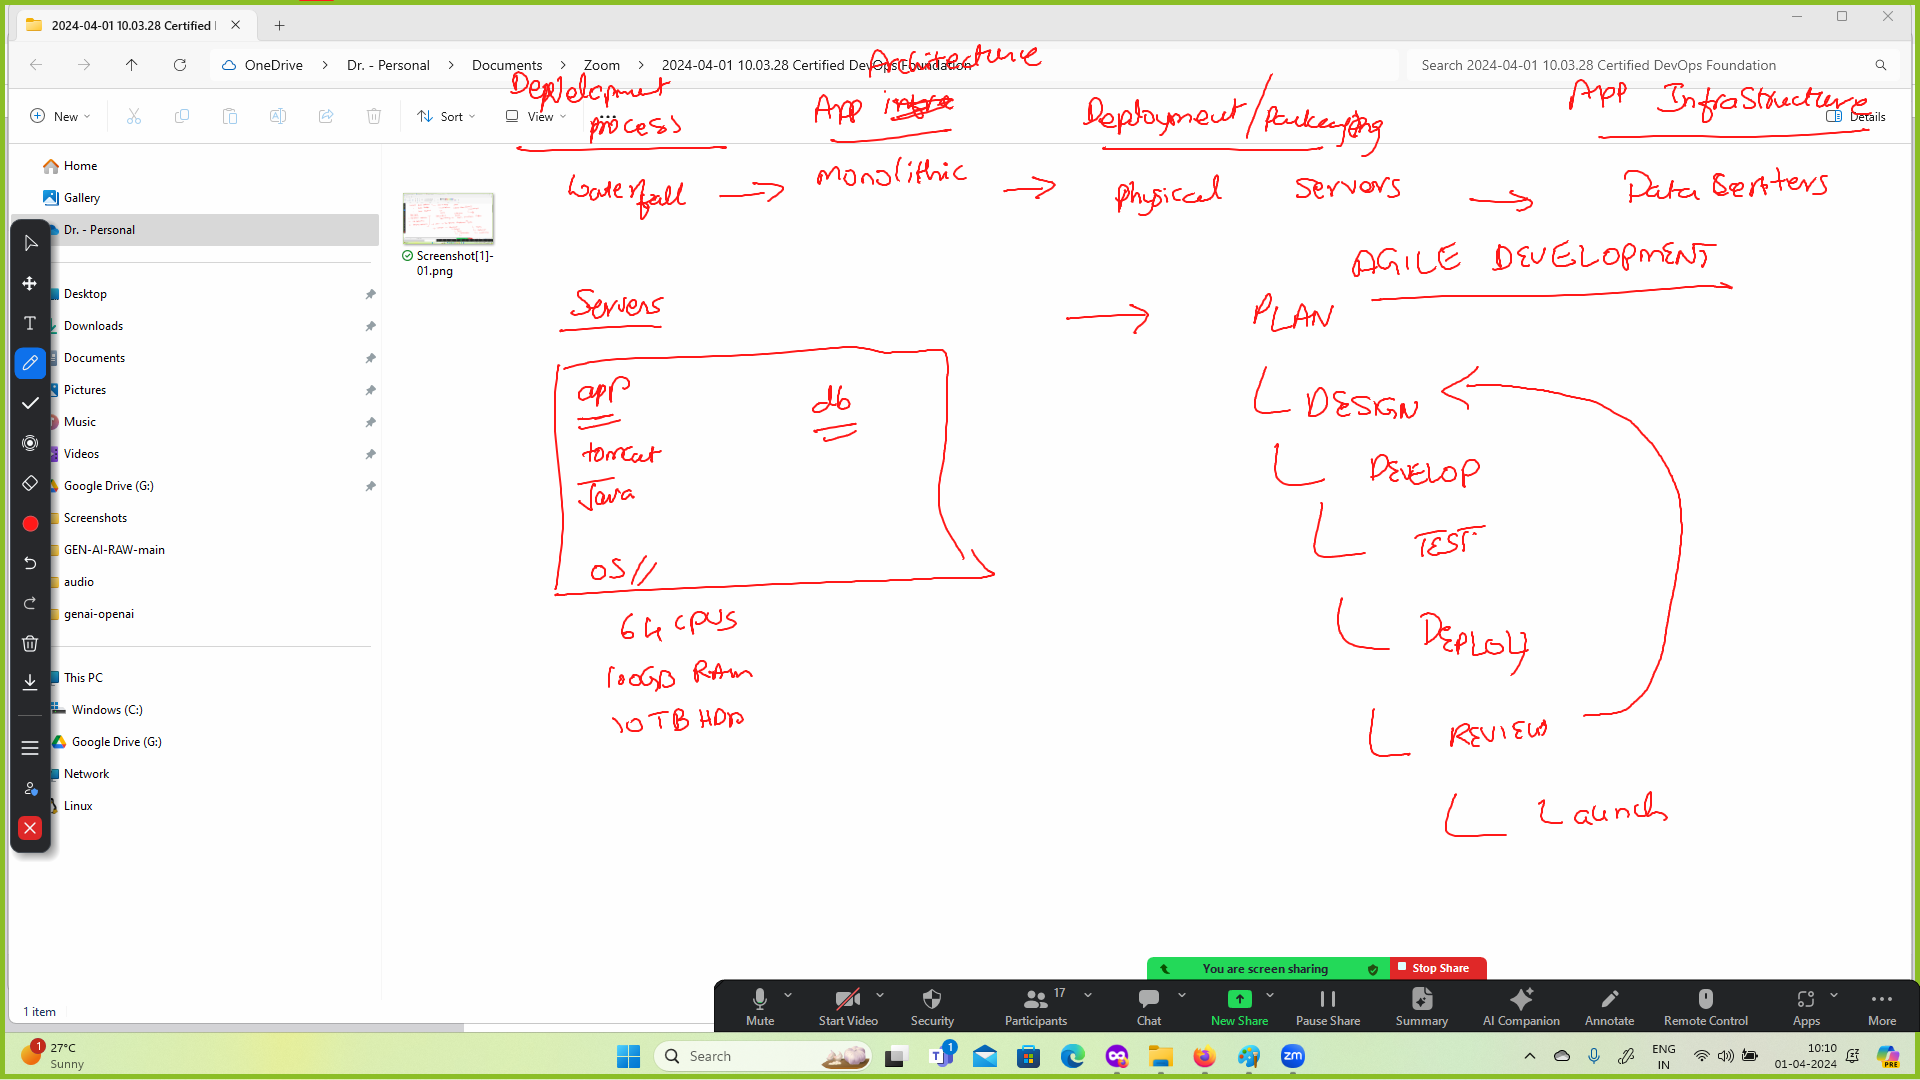 2024-04-01 10.03.28 Certified
OneDrive > Dr. - Personal > Documents > Zoom > 2024-04-01 10.03.28 Certified DevOps Foundation
Search 2024-04-01 10.03.28 Certified DevOps Foundation
New
Sort
View
Details
Home
Gallery
Dr. - Personal
Desktop
Downloads
Documents
Pictures
Music
Videos
Google Drive (G:)
Screenshots
GEN-AI-RAW-main
audio
genai-openai
This PC
Windows (C:)
Google Drive (G:)
Network
Linux
1 item
Screenshot[1]-
01.png
Development
process
Architecture
App
Deployment/Packaging
App Infrastructure
Waterfall → monolithic → physical servers → Data Centers
AGILE DEVELOPMENT
Servers
→ PLAN
DESIGN
DEVELOP
TEST
DEPLOY
REVIEW
Launch
app
db
tomcat
Java
OS //
64 CPUS
100GB RAM
10TB HDD
You are screen sharing
Stop Share
Mute
Start Video
Security
17
Participants
Chat
New Share
Pause Share
Summary
AI Companion
Annotate
Remote Control
Apps
More
1
27°C
Sunny
Search
T
1
zm
ENG
IN
10:10
01-04-2024
PRE